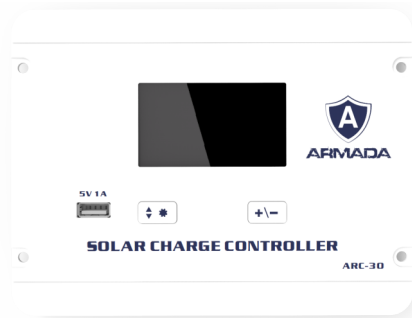 A
ARMADA
5V 1A
+\-
SOLAR CHARGE CONTROLLER
ARC-30